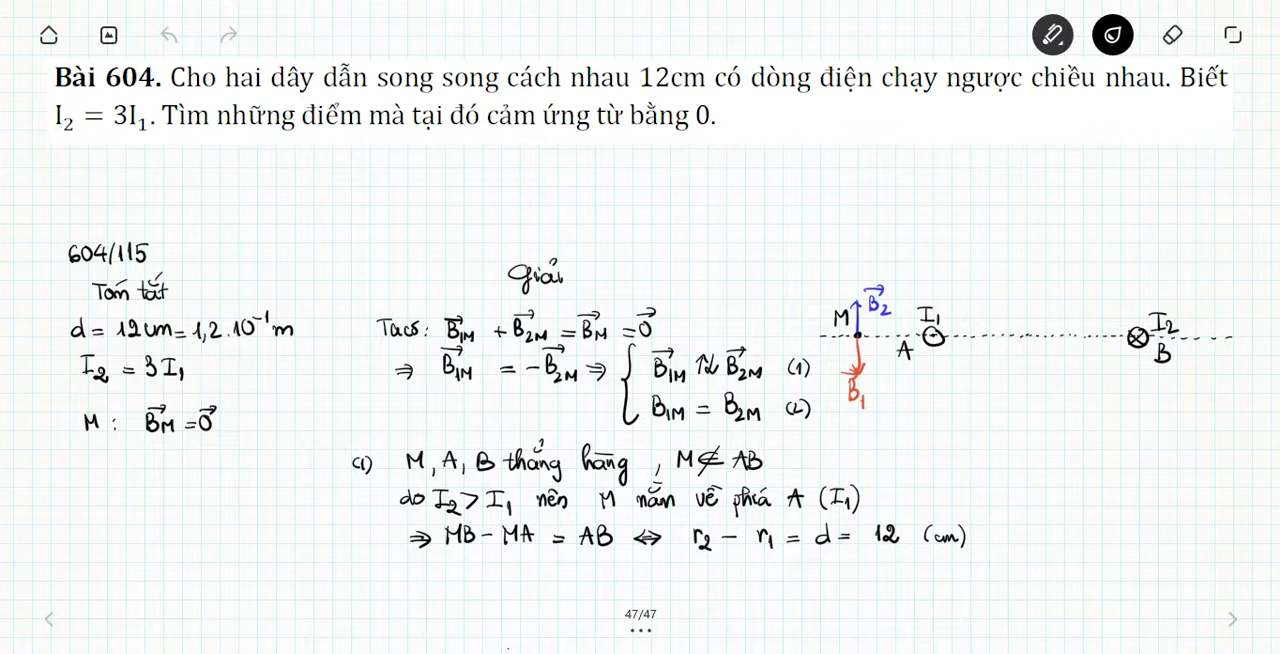 Bài 604. Cho hai dây dẫn song song cách nhau 12cm có dòng điện chạy ngược chiều nhau. Biết
I₂ = 3I₁. Tìm những điểm mà tại đó cảm ứng từ bằng 0.
604/115
Tóm tắt
d = 12cm = 1,2.10⁻¹ m
I₂ = 3I₁
M: B⃗M = 0⃗
Giải
Ta có: B⃗1M + B⃗2M = B⃗M = 0⃗
⇒ B⃗1M = -B⃗2M ⇒ { B⃗1M ↑↓ B⃗2M (1)
B1M = B2M (2)
M B⃗₂ I₁ I₂
A B
B⃗₁
(1) M, A, B thẳng hàng, M ∉ AB
do I₂ > I₁ nên M nằm về phía A (I₁)
⇒ MB - MA = AB ⇔ r₂ - r₁ = d = 12 (cm)
47/47